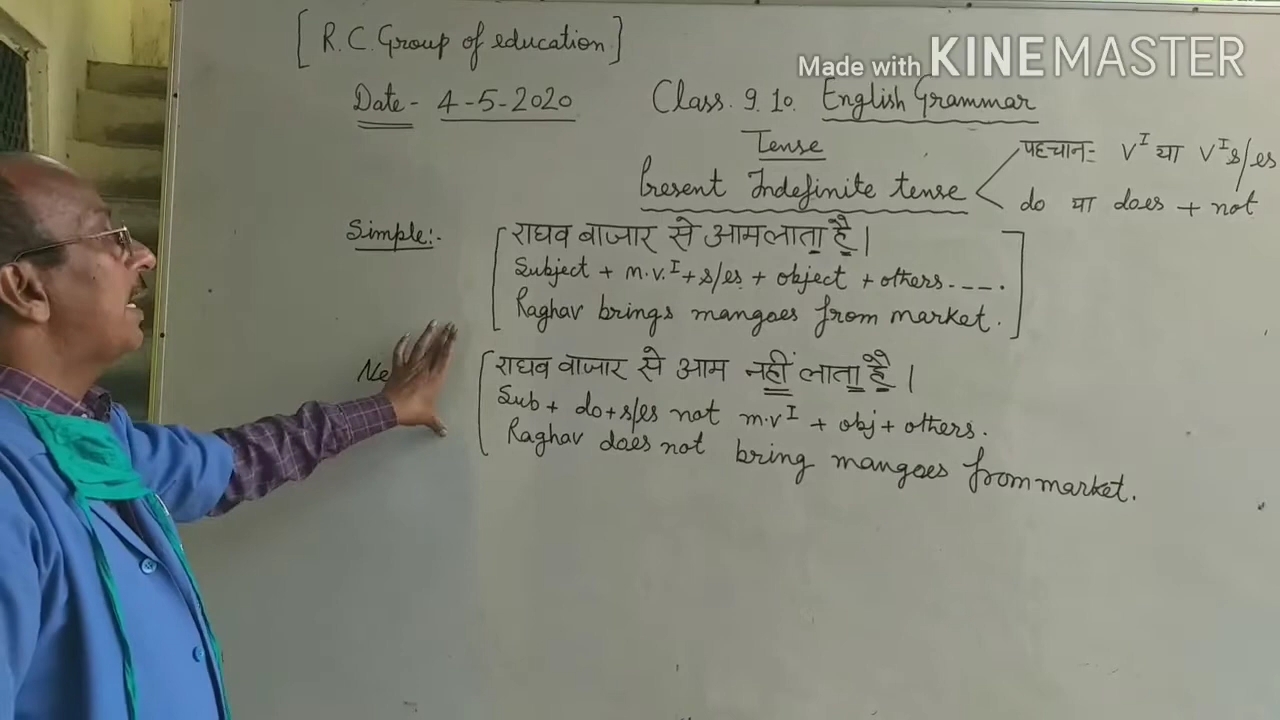 [R.C. Group of education]
Made with KINEMASTER
Date - 4-5-2020
Class. 9. 10. English Grammar
Tense
Present Indefinite tense
पहचानः V^I या V^I s/es
do या does + not
Simple:-
राघव बाजार से आम लाता है।
Subject + m.v.^I + s/es + object + others ----.
Raghav brings mangoes from market.
Ne
राघव बाजार से आम नहीं लाता है।
Sub + do+s/es not m.v^I + obj + others.
Raghav does not bring mangoes from market.